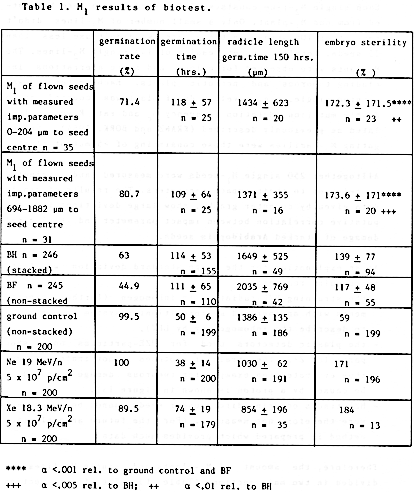 Table 1. M1 results of biotest.
germination rate (%) germination time (hrs.) radicle length germ.time 150 hrs. (µm) embryo sterility (%)
M1 of flown seeds
with measured
imp.parameters 71.4 118 ± 57 1434 ± 623 172.3 ± 171.5****
0-204 µm to seed n = 25 n = 20 n = 23 ++
centre n = 35
M1 of flown seeds
with measured
imp.parameters 80.7 109 ± 64 1371 ± 355 173.6 ± 171****
694-1882 µm to n = 25 n = 16 n = 20 +++
seed centre
n = 31
BH n = 246 63 114 ± 53 1649 ± 525 139 ± 77
(stacked) n = 155 n = 49 n = 94
BF n = 245 44.9 111 ± 65 2035 ± 769 117 ± 48
(non-stacked n = 110 n = 42 n = 55
ground control 99.5 50 ± 6 1386 ± 135 59
(non-stacked) n = 199 n = 186 n = 199
n = 200
Ne 19 MeV/n 100 38 ± 14 1030 ± 62 171
5 x 10^7 p/cm^2 n = 200 n = 191 n = 196
n = 200
Xe 18.3 MeV/n 89.5 74 ± 19 854 ± 196 184
5 x 10^7 p/cm^2 n = 179 n = 35 n = 13
n = 200
**** α <.001 rel. to ground control and BF
+++ α <.005 rel. to BH; ++ α <.01 rel. to BH